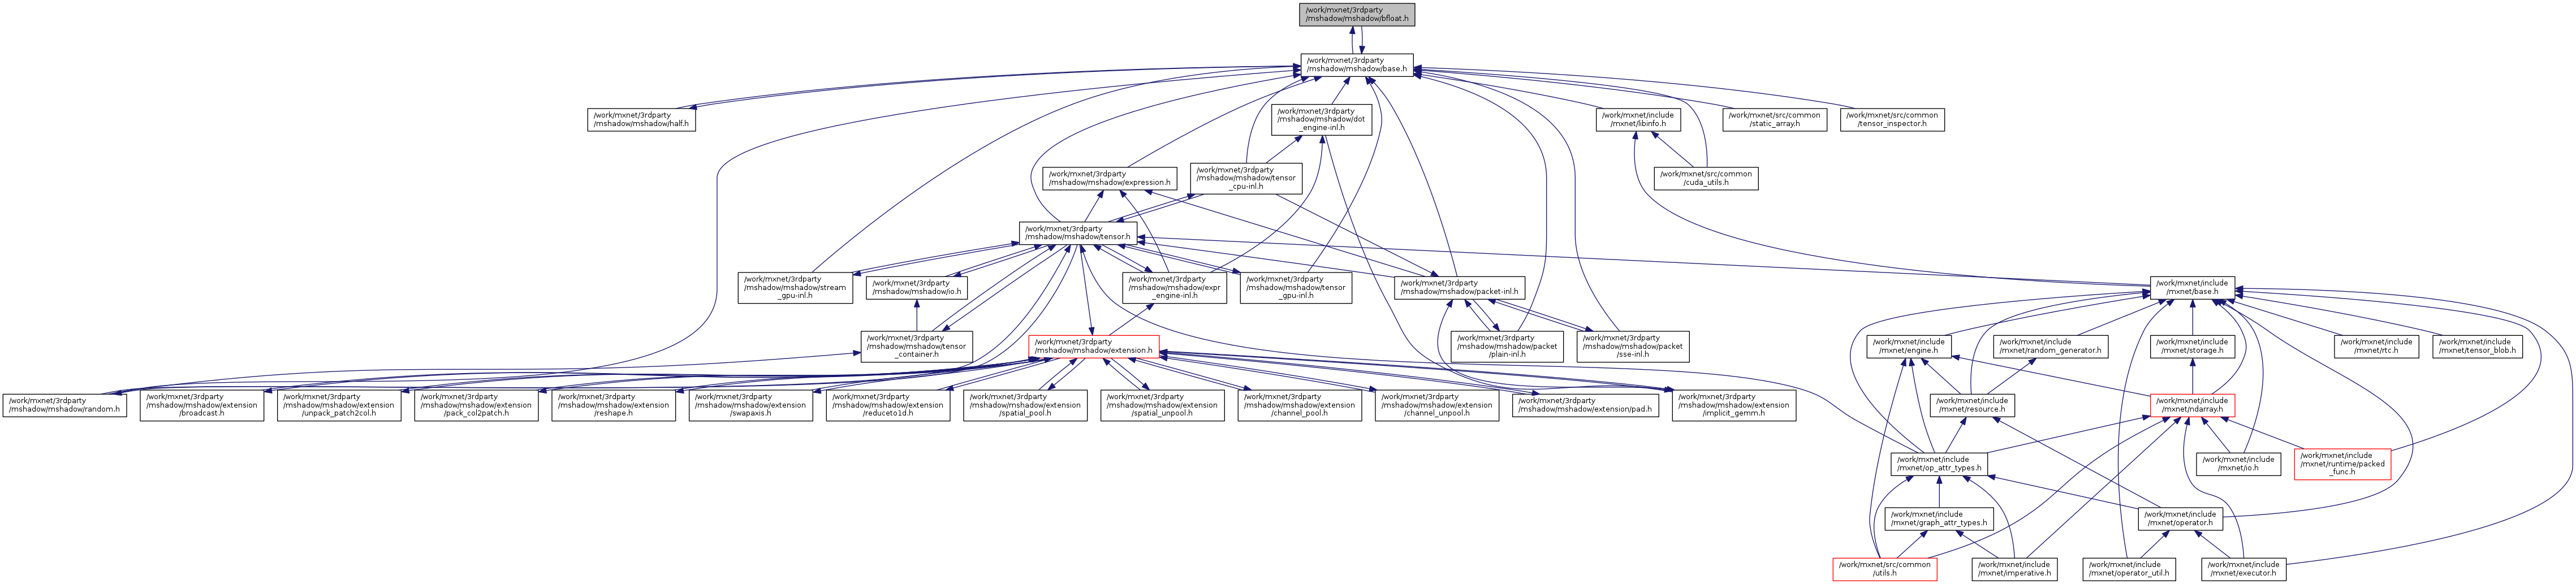 /work/mxnet/3rdparty
/mshadow/mshadow/bfloat.h
/work/mxnet/3rdparty
/mshadow/mshadow/base.h
/work/mxnet/3rdparty
/mshadow/mshadow/half.h
/work/mxnet/3rdparty
/mshadow/mshadow/dot
_engine-inl.h
/work/mxnet/include
/mxnet/libinfo.h
/work/mxnet/src/common
/static_array.h
/work/mxnet/src/common
/tensor_inspector.h
/work/mxnet/3rdparty
/mshadow/mshadow/expression.h
/work/mxnet/3rdparty
/mshadow/mshadow/tensor
_cpu-inl.h
/work/mxnet/src/common
/cuda_utils.h
/work/mxnet/3rdparty
/mshadow/mshadow/tensor.h
/work/mxnet/3rdparty
/mshadow/mshadow/stream
_gpu-inl.h
/work/mxnet/3rdparty
/mshadow/mshadow/io.h
/work/mxnet/3rdparty
/mshadow/mshadow/expr
_engine-inl.h
/work/mxnet/3rdparty
/mshadow/mshadow/tensor
_gpu-inl.h
/work/mxnet/3rdparty
/mshadow/mshadow/packet-inl.h
/work/mxnet/include
/mxnet/base.h
/work/mxnet/3rdparty
/mshadow/mshadow/tensor
_container.h
/work/mxnet/3rdparty
/mshadow/mshadow/extension.h
/work/mxnet/3rdparty
/mshadow/mshadow/packet
/plain-inl.h
/work/mxnet/3rdparty
/mshadow/mshadow/packet
/sse-inl.h
/work/mxnet/include
/mxnet/engine.h
/work/mxnet/include
/mxnet/random_generator.h
/work/mxnet/include
/mxnet/storage.h
/work/mxnet/include
/mxnet/rtc.h
/work/mxnet/include
/mxnet/tensor_blob.h
/work/mxnet/3rdparty
/mshadow/mshadow/random.h
/work/mxnet/3rdparty
/mshadow/mshadow/extension
/broadcast.h
/work/mxnet/3rdparty
/mshadow/mshadow/extension
/unpack_patch2col.h
/work/mxnet/3rdparty
/mshadow/mshadow/extension
/pack_col2patch.h
/work/mxnet/3rdparty
/mshadow/mshadow/extension
/reshape.h
/work/mxnet/3rdparty
/mshadow/mshadow/extension
/swapaxis.h
/work/mxnet/3rdparty
/mshadow/mshadow/extension
/reduceto1d.h
/work/mxnet/3rdparty
/mshadow/mshadow/extension
/spatial_pool.h
/work/mxnet/3rdparty
/mshadow/mshadow/extension
/spatial_unpool.h
/work/mxnet/3rdparty
/mshadow/mshadow/extension
/channel_pool.h
/work/mxnet/3rdparty
/mshadow/mshadow/extension
/channel_unpool.h
/work/mxnet/3rdparty
/mshadow/mshadow/extension/pad.h
/work/mxnet/3rdparty
/mshadow/mshadow/extension
/implicit_gemm.h
/work/mxnet/include
/mxnet/resource.h
/work/mxnet/include
/mxnet/ndarray.h
/work/mxnet/include
/mxnet/op_attr_types.h
/work/mxnet/include
/mxnet/io.h
/work/mxnet/include
/mxnet/runtime/packed
_func.h
/work/mxnet/include
/mxnet/graph_attr_types.h
/work/mxnet/include
/mxnet/operator.h
/work/mxnet/src/common
/utils.h
/work/mxnet/include
/mxnet/imperative.h
/work/mxnet/include
/mxnet/operator_util.h
/work/mxnet/include
/mxnet/executor.h